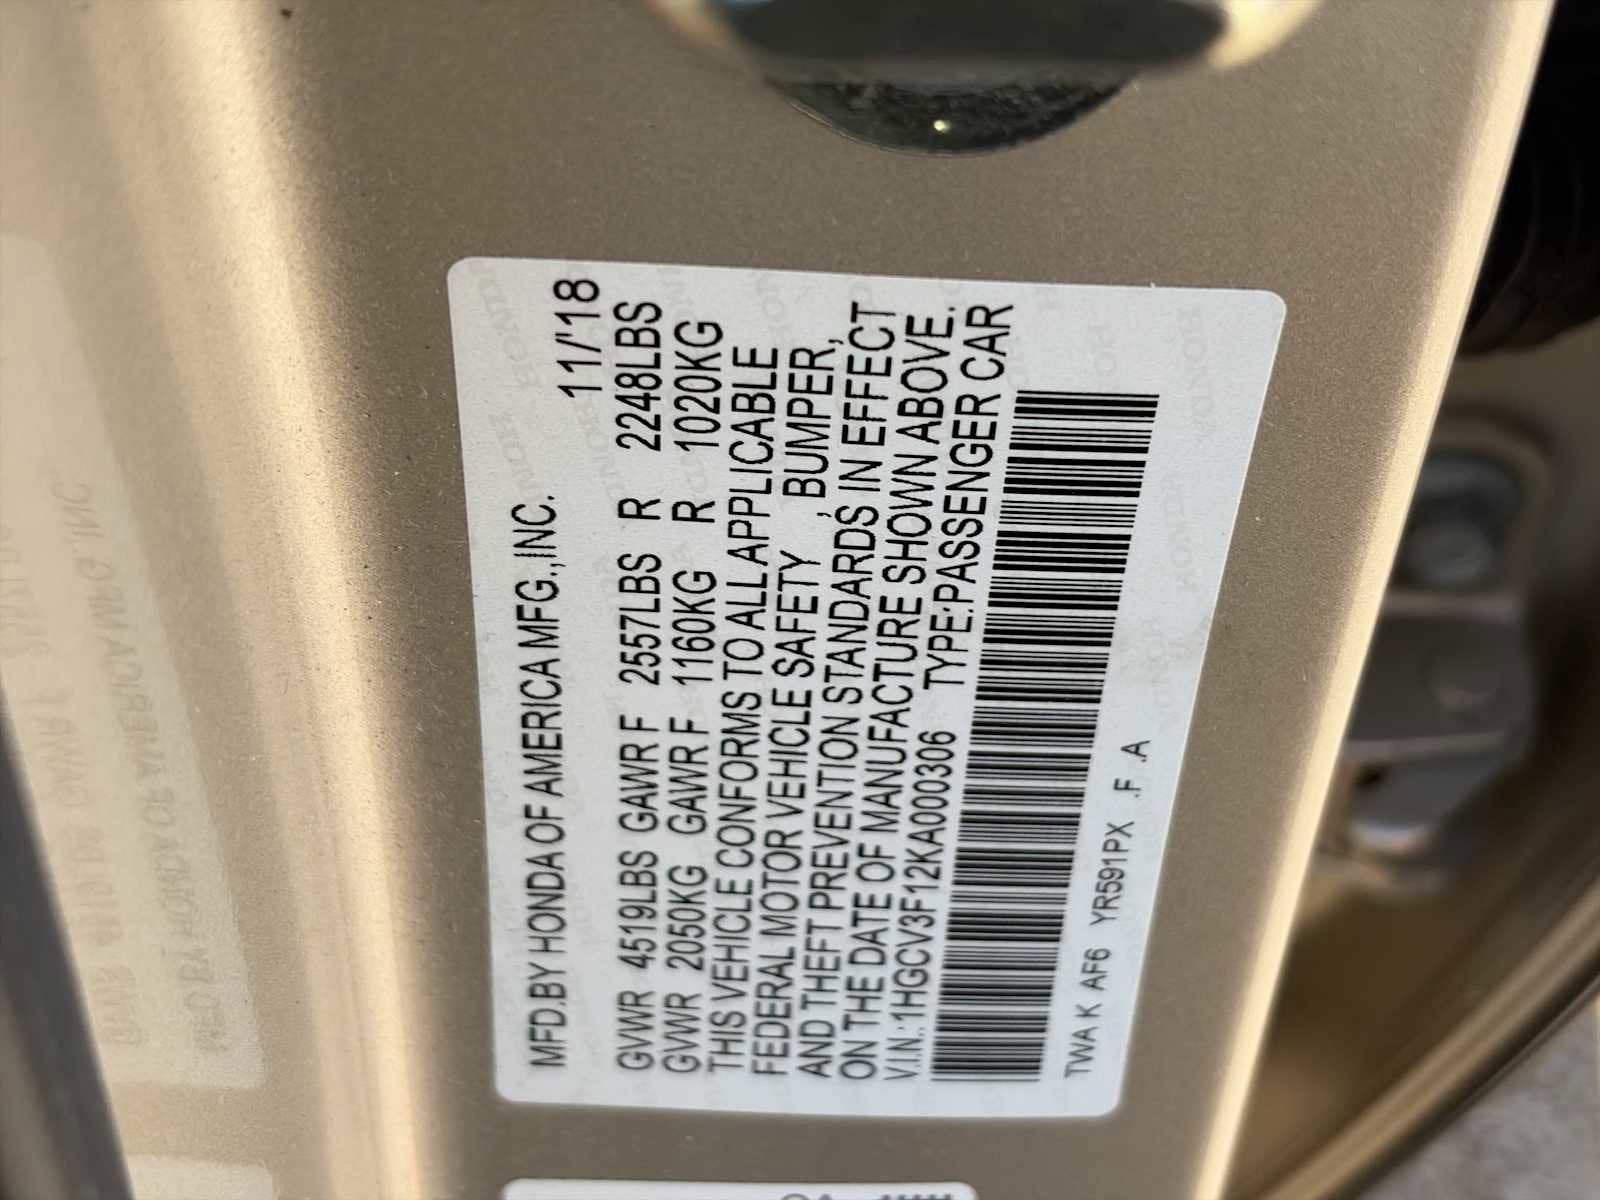 MFD.BY HONDA OF AMERICA MFG.,INC. 11/'18
GVWR 4519LBS GAWR F 2557LBS R 2248LBS
GVWR 2050KG GAWR F 1160KG R 1020KG
THIS VEHICLE CONFORMS TO ALL APPLICABLE
FEDERAL MOTOR VEHICLE SAFETY , BUMPER,
AND THEFT PREVENTION STANDARDS IN EFFECT
ON THE DATE OF MANUFACTURE SHOWN ABOVE.
V.I.N.:1HGCV3F12KA000306 TYPE:PASSENGER CAR
TWA K AF6 YR591PX .F .A